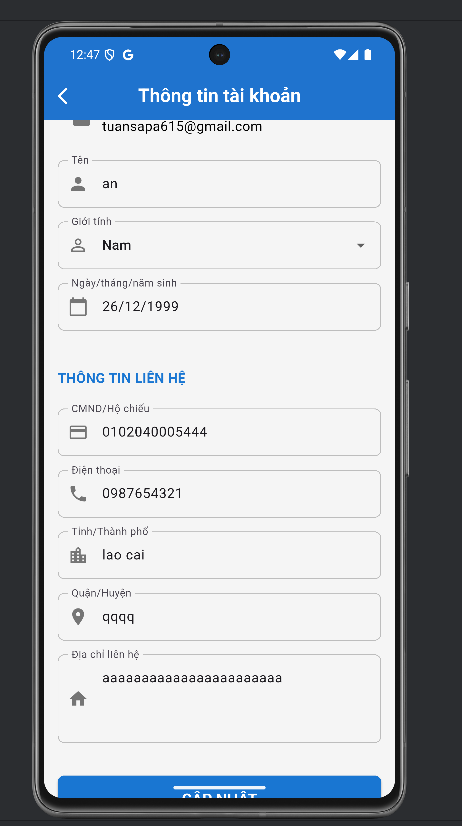 12:47
Thông tin tài khoản
tuansapa615@gmail.com
Tên
an
Giới tính
Nam
Ngày/tháng/năm sinh
26/12/1999
THÔNG TIN LIÊN HỆ
CMND/Hộ chiếu
0102040005444
Điện thoại
0987654321
Tỉnh/Thành phố
lao cai
Quận/Huyện
qqqq
Địa chỉ liên hệ
aaaaaaaaaaaaaaaaaaaaaaa
CẬP NHẬT